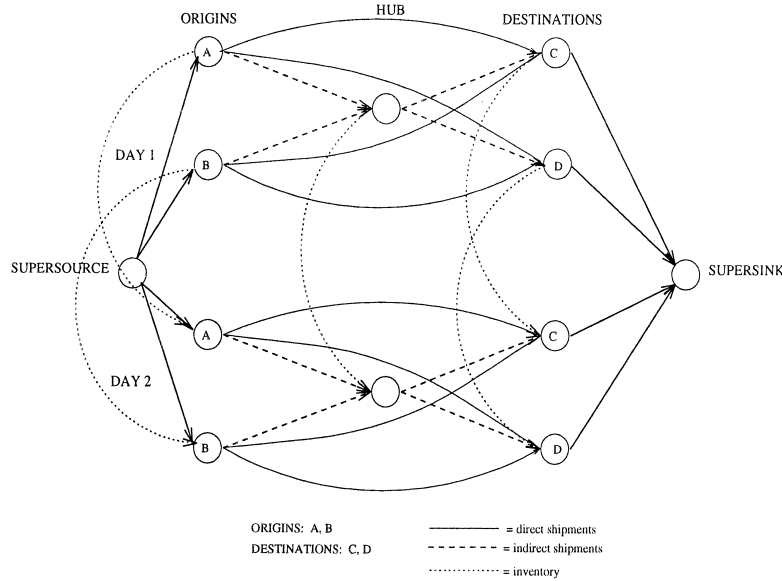 ORIGINS
HUB
DESTINATIONS
A
C
DAY 1
B
D
SUPERSOURCE
SUPERSINK
A
C
DAY 2
B
D
ORIGINS: A, B
= direct shipments
DESTINATIONS: C, D
= indirect shipments
= inventory